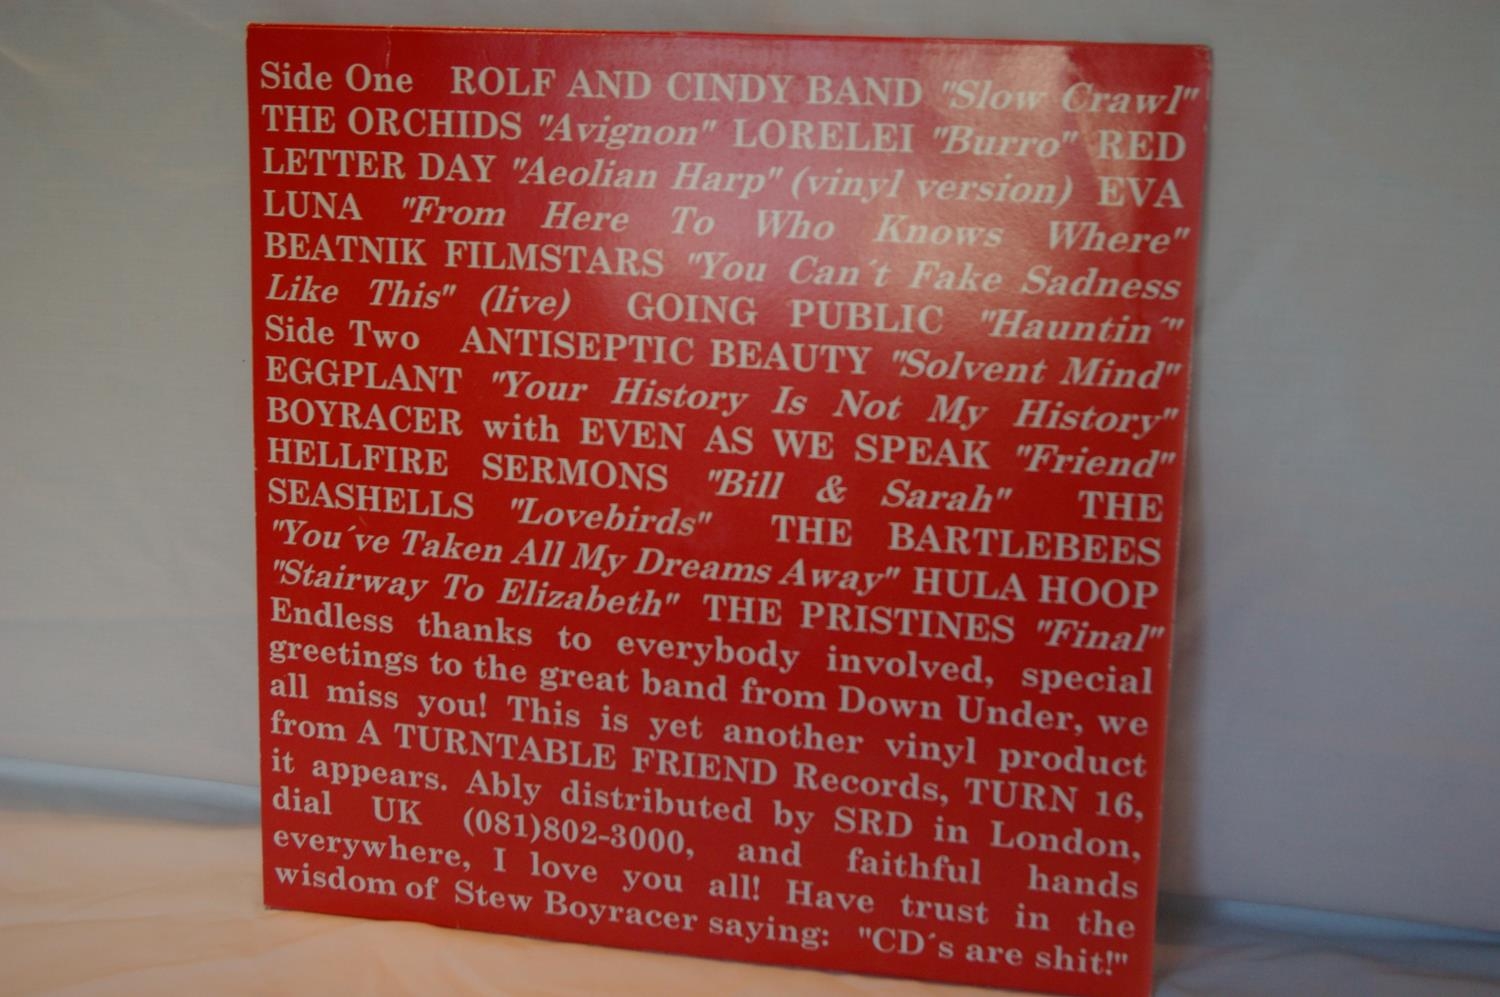 Side One ROLF AND CINDY BAND "Slow Crawl"
THE ORCHIDS "Avignon" LORELEI "Burro" RED
LETTER DAY "Aeolian Harp" (vinyl version) EVA
LUNA "From Here To Who Knows Where"
BEATNIK FILMSTARS "You Can´t Fake Sadness
Like This" (live) GOING PUBLIC "Hauntin´"
Side Two ANTISEPTIC BEAUTY "Solvent Mind"
EGGPLANT "Your History Is Not My History"
BOYRACER with EVEN AS WE SPEAK "Friend"
HELLFIRE SERMONS "Bill & Sarah" THE
SEASHELLS "Lovebirds" THE BARTLEBEES
"You´ve Taken All My Dreams Away" HULA HOOP
"Stairway To Elizabeth" THE PRISTINES "Final"
Endless thanks to everybody involved, special
greetings to the great band from Down Under, we
all miss you! This is yet another vinyl product
from A TURNTABLE FRIEND Records, TURN 16,
it appears. Ably distributed by SRD in London,
dial UK (081)802-3000, and faithful hands
everywhere, I love you all! Have trust in the
wisdom of Stew Boyracer saying: "CD´s are shit!"